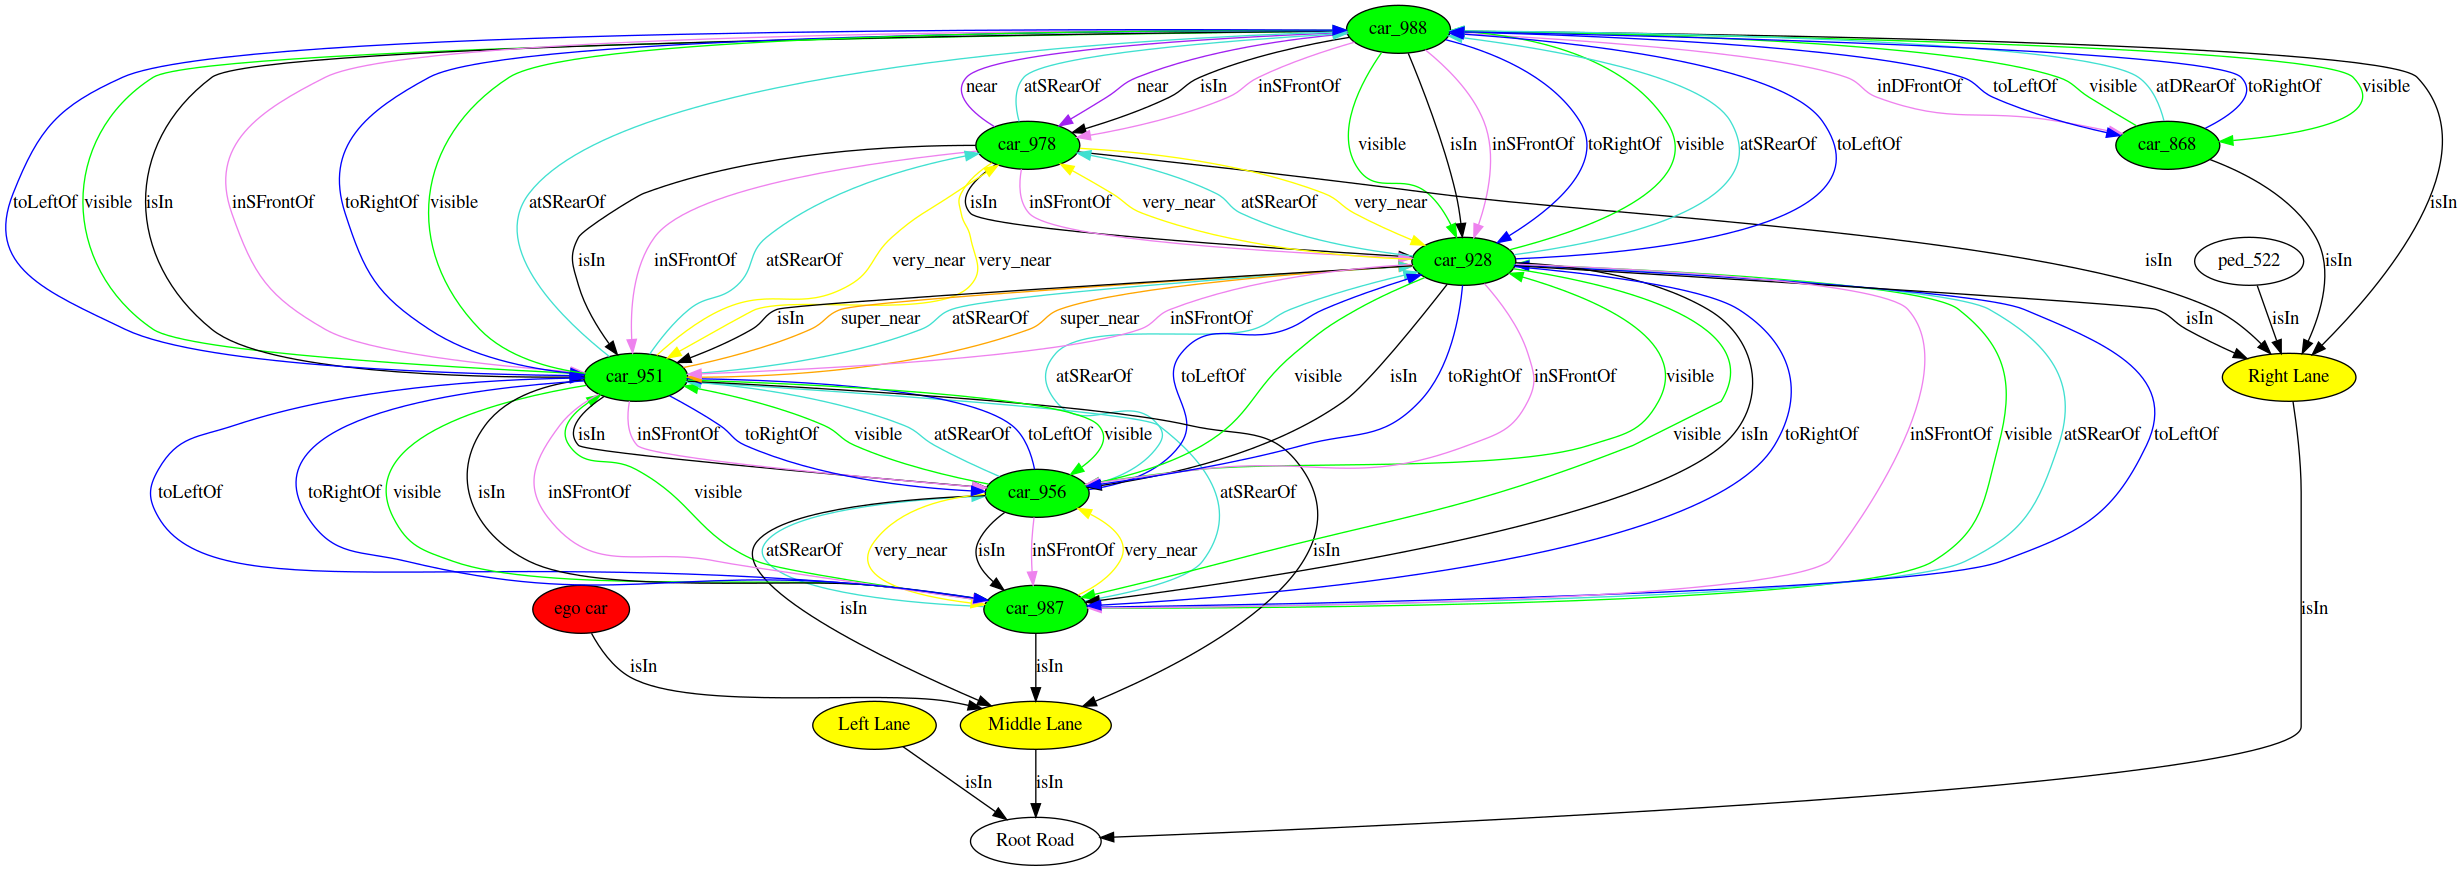 car_988
near atSRearOf near isIn inSFrontOf inDFrontOf toLeftOf visible atDRearOf toRightOf visible
car_978 visible isIn inSFrontOf toRightOf visible atSRearOf toLeftOf car_868
toLeftOf visible isIn inSFrontOf toRightOf visible atSRearOf isIn inSFrontOf very_near atSRearOf very_near isIn
isIn inSFrontOf atSRearOf very_near very_near car_928 isIn ped_522 isIn
isIn super_near atSRearOf super_near inSFrontOf isIn isIn
car_951 atSRearOf toLeftOf visible isIn toRightOf inSFrontOf visible Right Lane
isIn inSFrontOf toRightOf visible atSRearOf toLeftOf visible visible isIn toRightOf inSFrontOf visible atSRearOf toLeftOf
toLeftOf toRightOf visible isIn inSFrontOf visible car_956 atSRearOf
atSRearOf very_near isIn inSFrontOf very_near isIn
ego car isIn car_987 isIn
isIn isIn
Left Lane Middle Lane
isIn isIn
Root Road